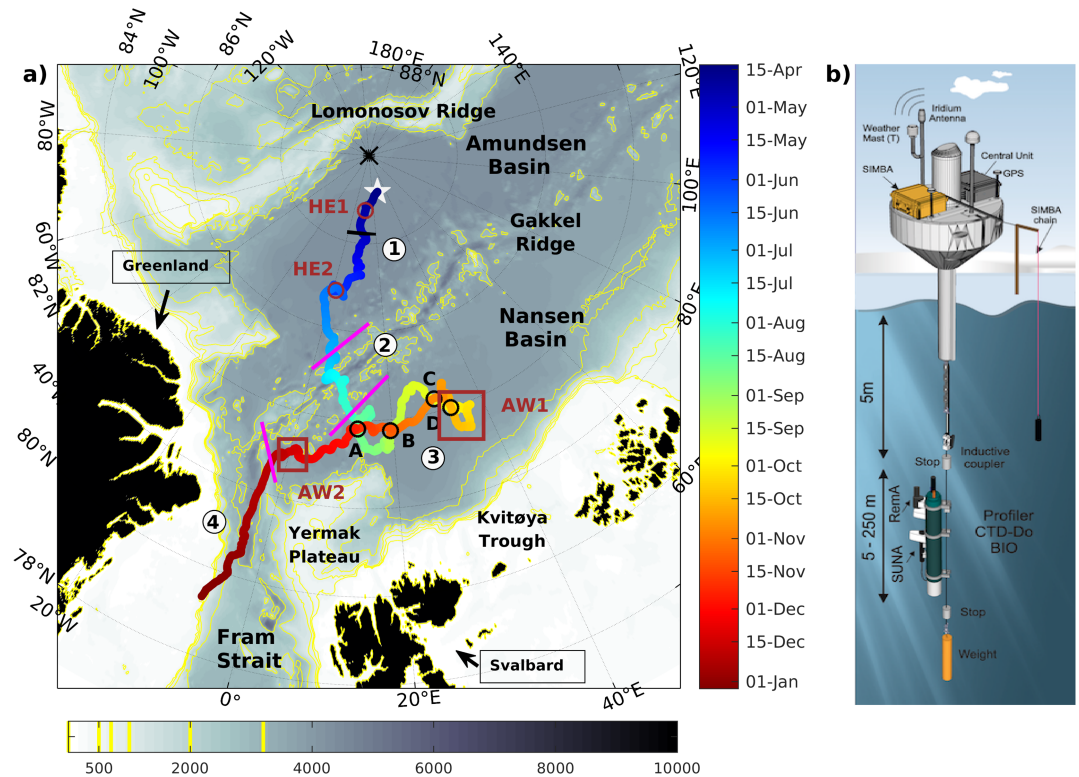 a)
84°N
100°W
86°N
120°W
180°E
88°N
140°E
120°E
80°W
100°E
60°W
82°N
80°E
40°W
80°N
60°E
78°N
20°W
0°
20°E
40°E
Lomonosov Ridge
Amundsen
Basin
HE1
1
Gakkel
Ridge
Greenland
HE2
Nansen
Basin
2
C
AW1
D
B
A
3
AW2
4
Yermak
Plateau
Kvitøya
Trough
Fram
Strait
Svalbard
15-Apr
01-May
15-May
01-Jun
15-Jun
01-Jul
15-Jul
01-Aug
15-Aug
01-Sep
15-Sep
01-Oct
15-Oct
01-Nov
15-Nov
01-Dec
15-Dec
01-Jan
500
2000
4000
6000
8000
10000
b)
Iridium
Antenna
Weather
Mast (T)
Central Unit
SIMBA
GPS
SIMBA
chain
5m
Inductive
coupler
Stop
RemA
5 - 250 m
Profiler
CTD-Do
BIO
SUNA
Stop
Weight